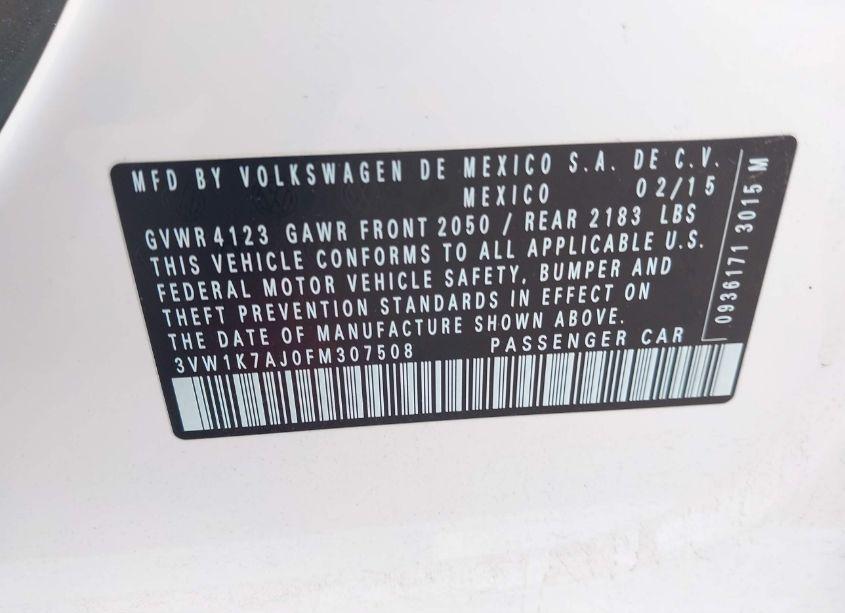 MFD BY VOLKSWAGEN DE MEXICO S.A. DE C.V.
MEXICO 02/15
GVWR 4123 GAWR FRONT 2050 / REAR 2183 LBS
THIS VEHICLE CONFORMS TO ALL APPLICABLE U.S.
FEDERAL MOTOR VEHICLE SAFETY, BUMPER AND
THEFT PREVENTION STANDARDS IN EFFECT ON
THE DATE OF MANUFACTURE SHOWN ABOVE.
3VW1K7AJ0FM307508 PASSENGER CAR
0936171 3015 M